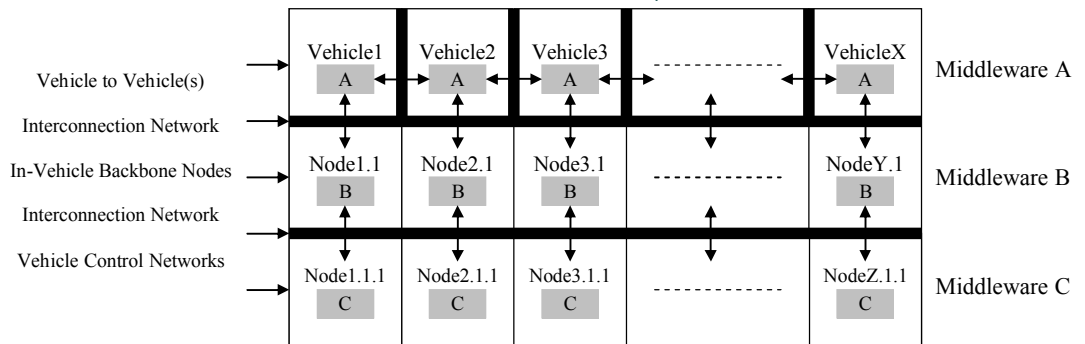 Vehicle1 Vehicle2 Vehicle3 VehicleX
Vehicle to Vehicle(s) A A A A Middleware A
Interconnection Network
Node1.1 Node2.1 Node3.1 NodeY.1
In-Vehicle Backbone Nodes B B B B Middleware B
Interconnection Network
Vehicle Control Networks
Node1.1.1 Node2.1.1 Node3.1.1 NodeZ.1.1
C C C C Middleware C